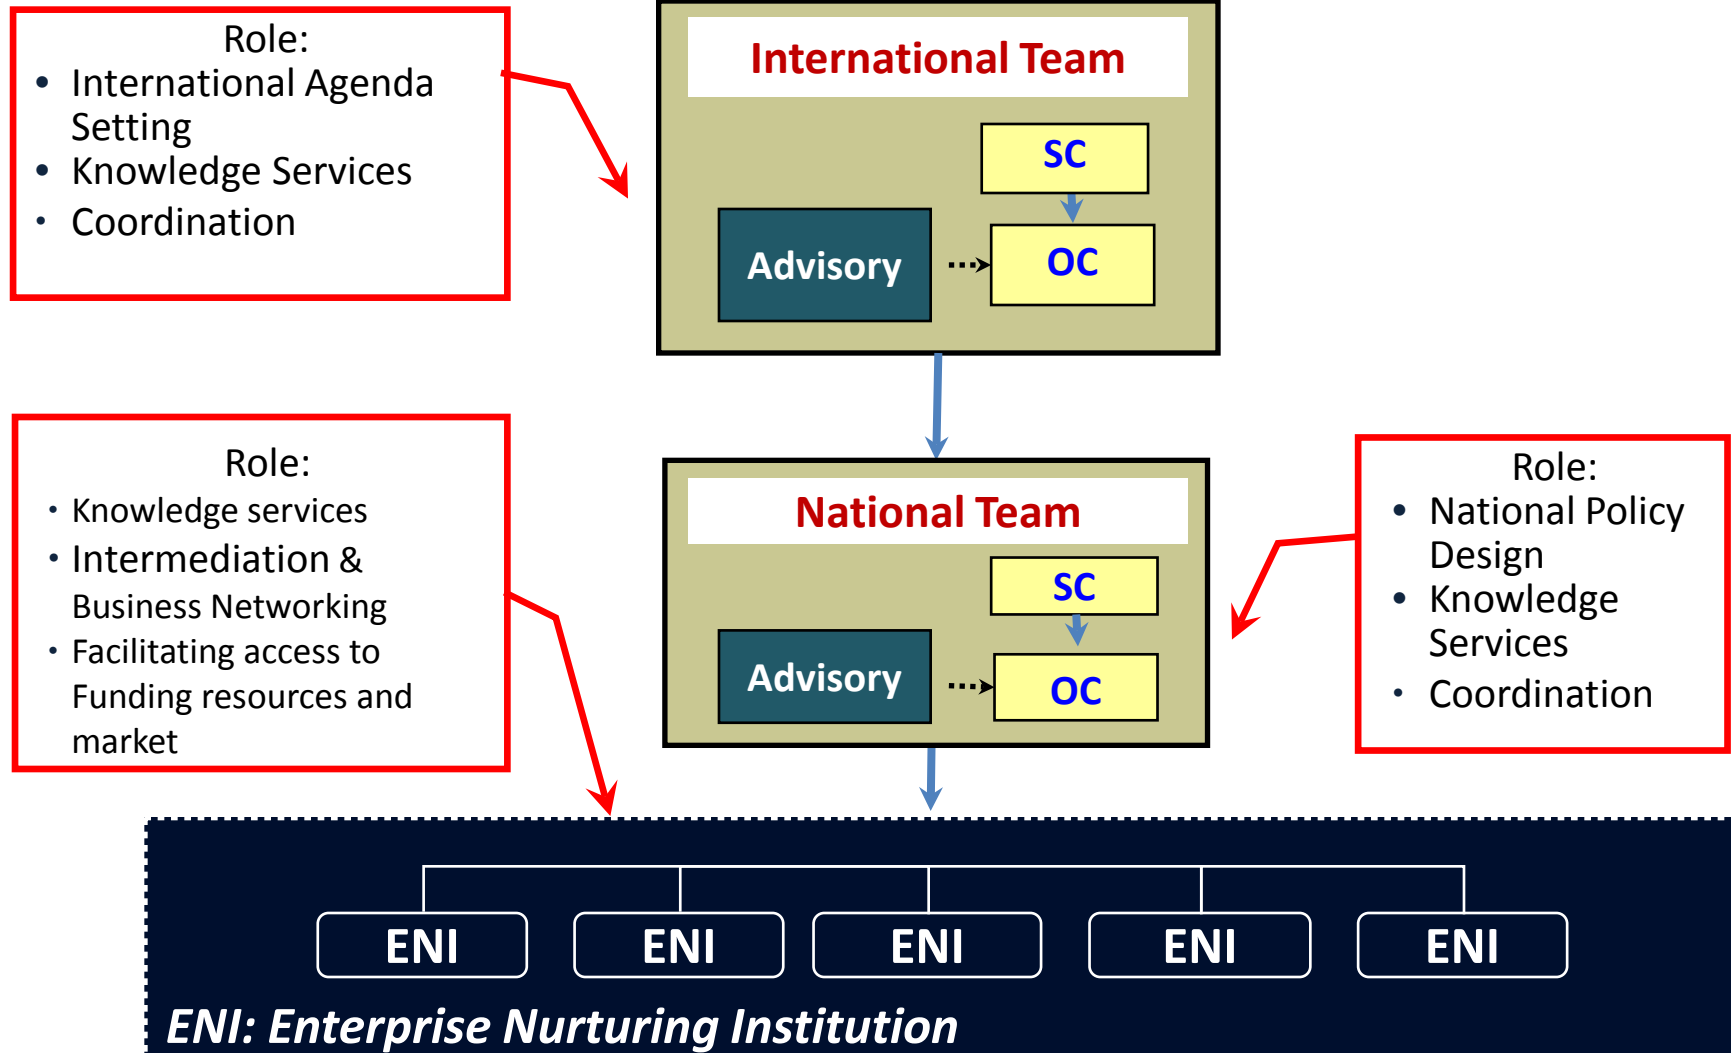 Role:
• International Agenda
Setting
• Knowledge Services
• Coordination
International Team
SC
Advisory
OC
Role:
• Knowledge services
• Intermediation &
Business Networking
• Facilitating access to
Funding resources and
market
National Team
SC
Advisory
OC
Role:
• National Policy
Design
• Knowledge
Services
• Coordination
ENI
ENI
ENI
ENI
ENI
ENI: Enterprise Nurturing Institution